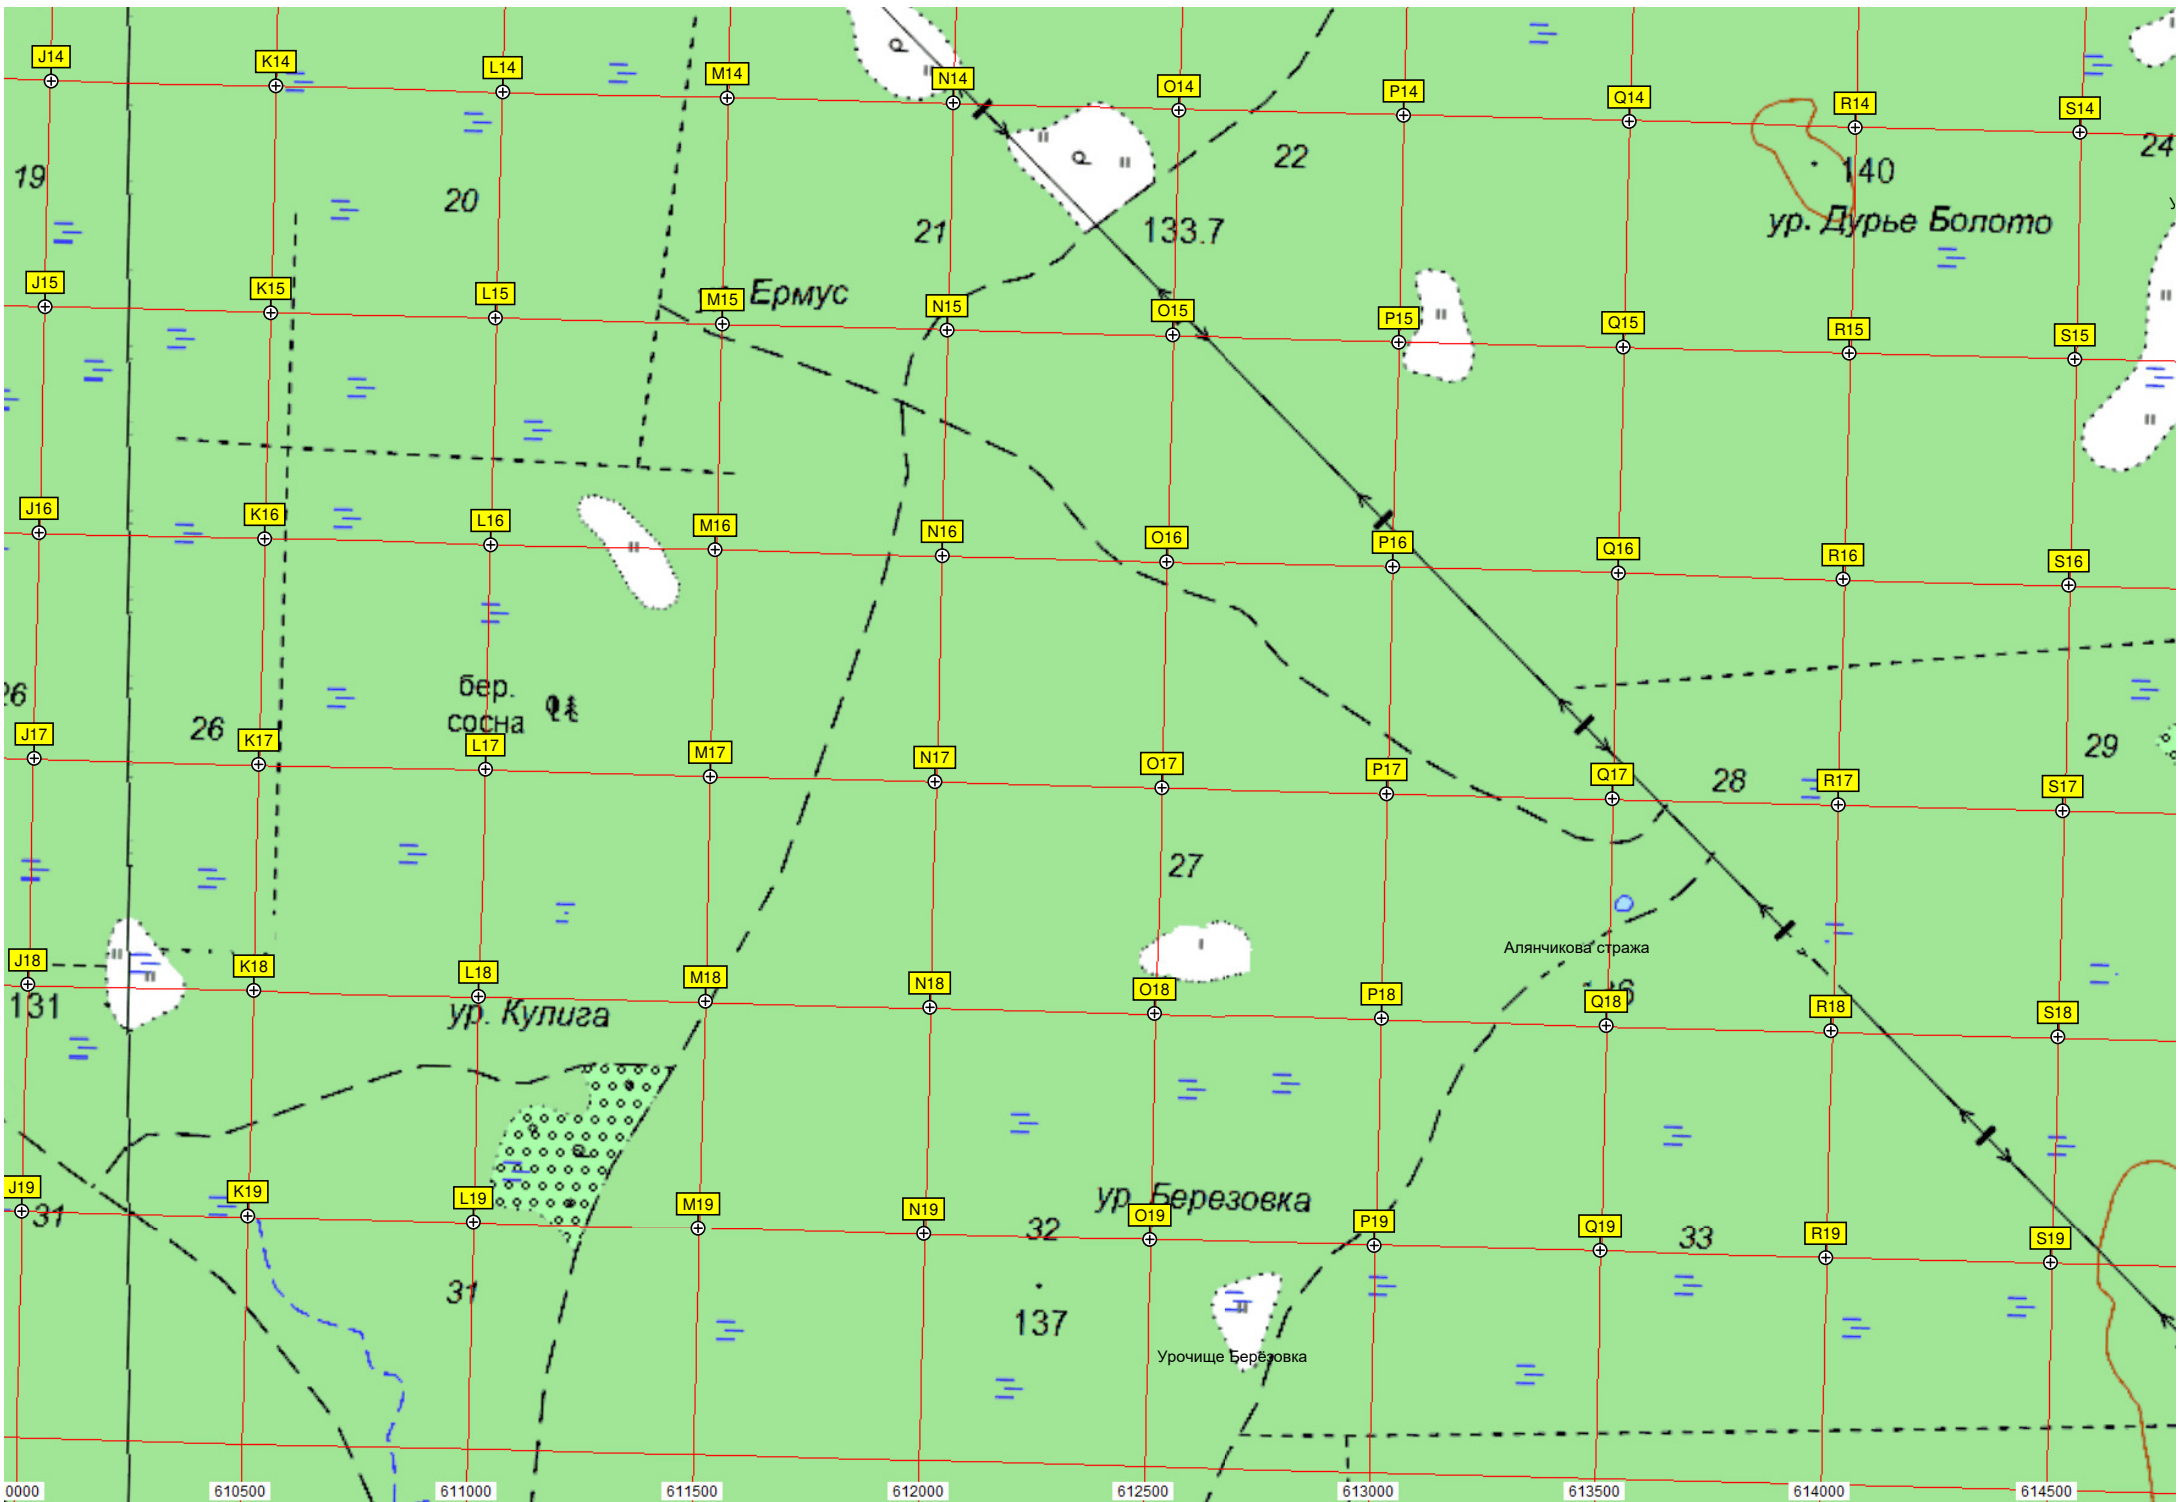 J14 K14 L14 M14 N14 O14 P14 Q14 R14 S14
19 20 22 140 24
21 133.7 ур. Дурье Болото
J15 K15 L15 M15 Ермус N15 O15 P15 Q15 R15 S15
J16 K16 L16 M16 N16 O16 P16 Q16 R16 S16
26 бер.
сосна
26 29
J17 K17 L17 M17 N17 O17 P17 Q17 28 R17 S17
27
Алянчикова стража
J18 K18 L18 M18 N18 O18 P18 Q18 R18 S18
131 ур. Кулига
J19 K19 L19 M19 N19 O19 P19 Q19 R19 S19
ур. Березовка
31 32 33
31
137
Урочище Берёзовка
0000 610500 611000 611500 612000 612500 613000 613500 614000 614500